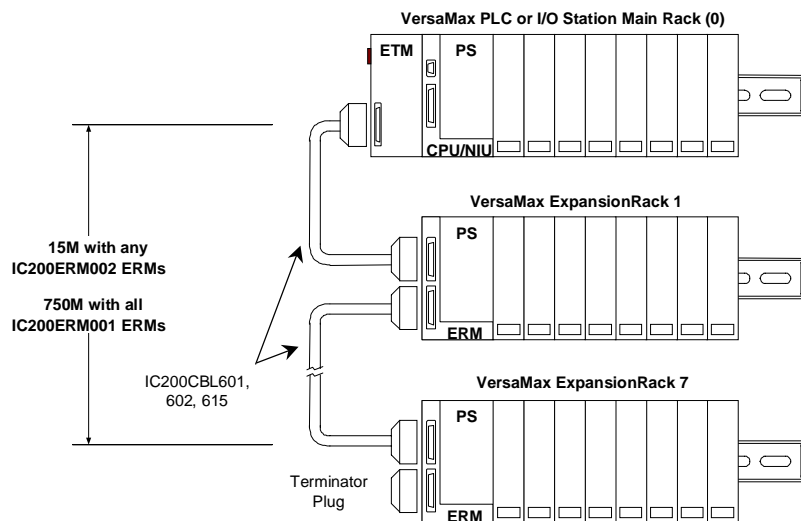 VersaMax PLC or I/O Station Main Rack (0)
ETM
PS
CPU/NIU
VersaMax ExpansionRack 1
PS
15M with any
IC200ERM002 ERMs
750M with all
IC200ERM001 ERMs
ERM
IC200CBL601,
602, 615
VersaMax ExpansionRack 7
PS
Terminator
Plug
ERM